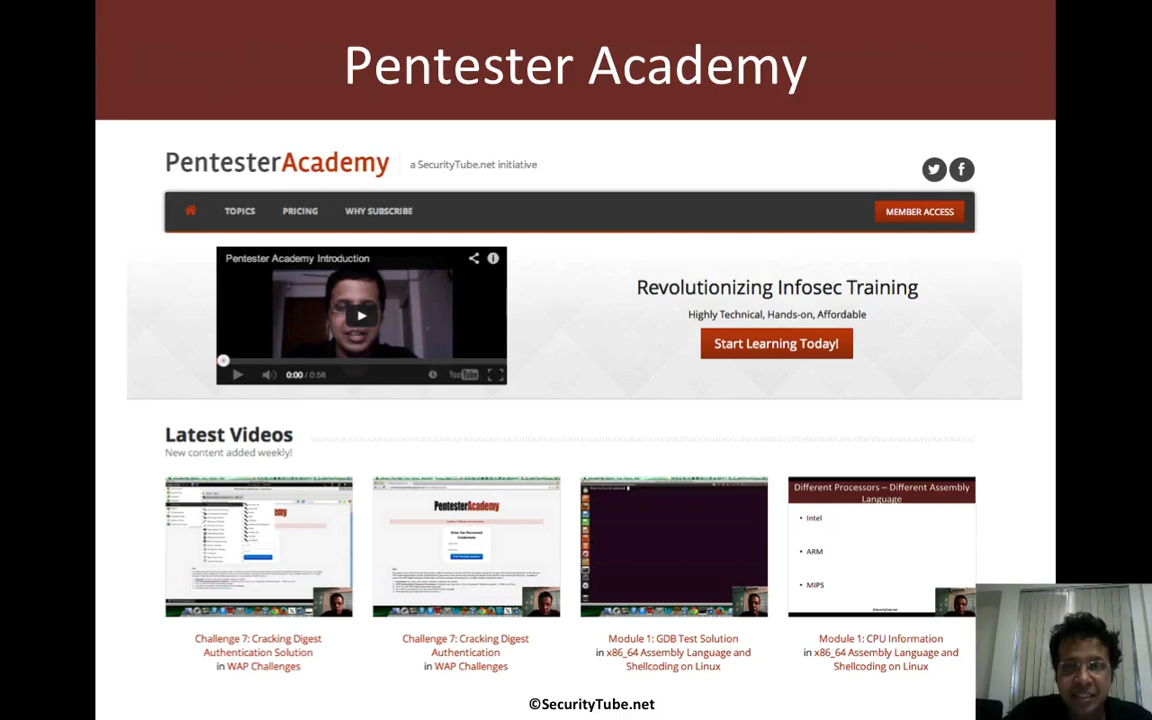 Pentester Academy
PentesterAcademy
a SecurityTube.net initiative
TOPICS
PRICING
WHY SUBSCRIBE
MEMBER ACCESS
Pentester Academy Introduction
0:00 / 0:58
YouTube
Revolutionizing Infosec Training
Highly Technical, Hands-on, Affordable
Start Learning Today!
Latest Videos
New content added weekly!
PentesterAcademy
Different Processors – Different Assembly
Language
• Intel
• ARM
• MIPS
Challenge 7: Cracking Digest
Authentication Solution
in WAP Challenges
Challenge 7: Cracking Digest
Authentication
in WAP Challenges
Module 1: GDB Test Solution
in x86_64 Assembly Language and
Shellcoding on Linux
Module 1: CPU Information
in x86_64 Assembly Language and
Shellcoding on Linux
©SecurityTube.net